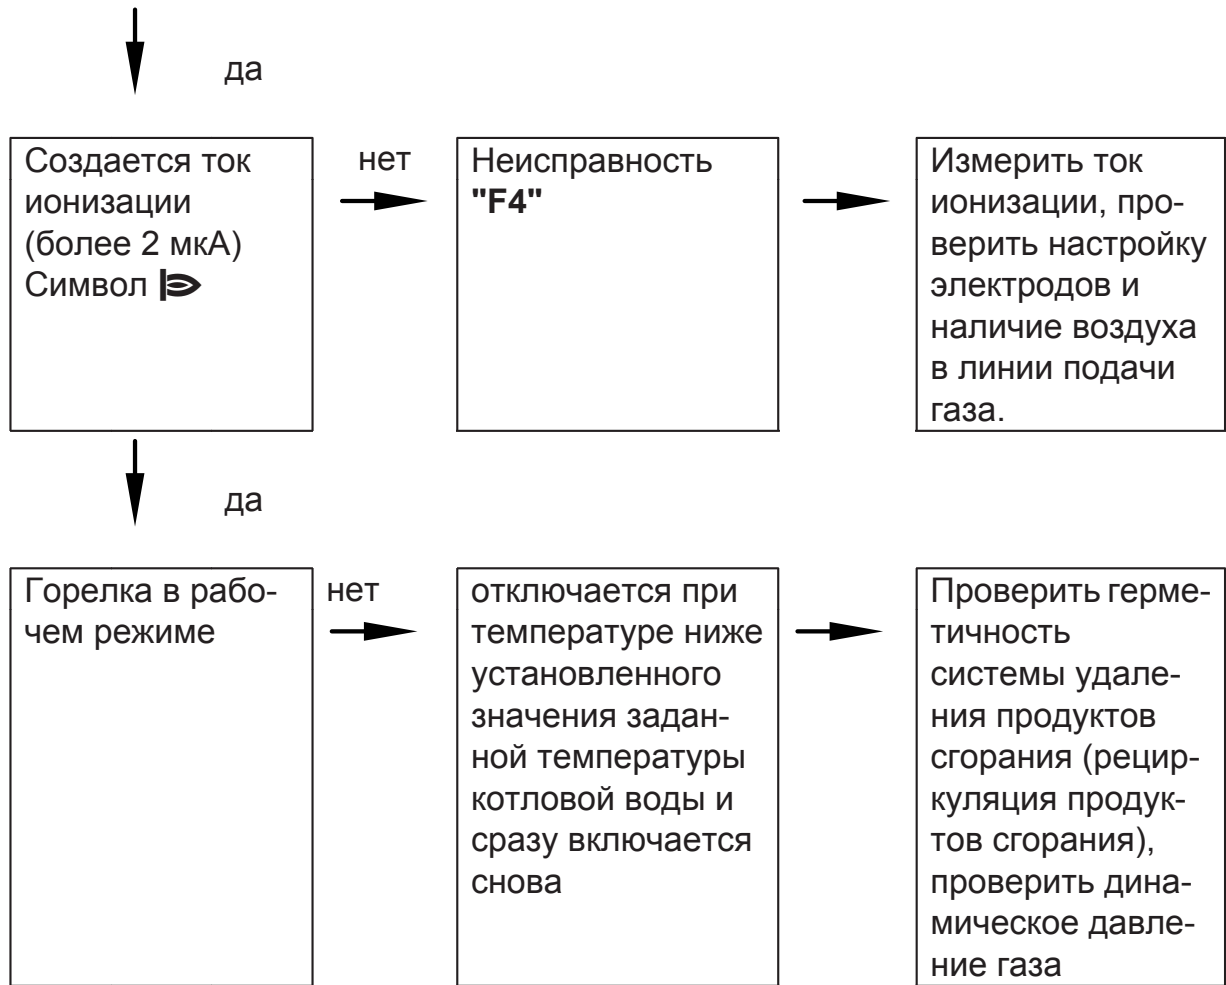 да
Создается ток
ионизации
(более 2 мкА)
Символ
нет
Неисправность
"F4"
Измерить ток
ионизации, про-
верить настройку
электродов и
наличие воздуха
в линии подачи
газа.
да
Горелка в рабо-
чем режиме
нет
отключается при
температуре ниже
установленного
значения задан-
ной температуры
котловой воды и
сразу включается
снова
Проверить герме-
тичность
системы удале-
ния продуктов
сгорания (рецир-
куляция продук-
тов сгорания),
проверить дина-
мическое давле-
ние газа